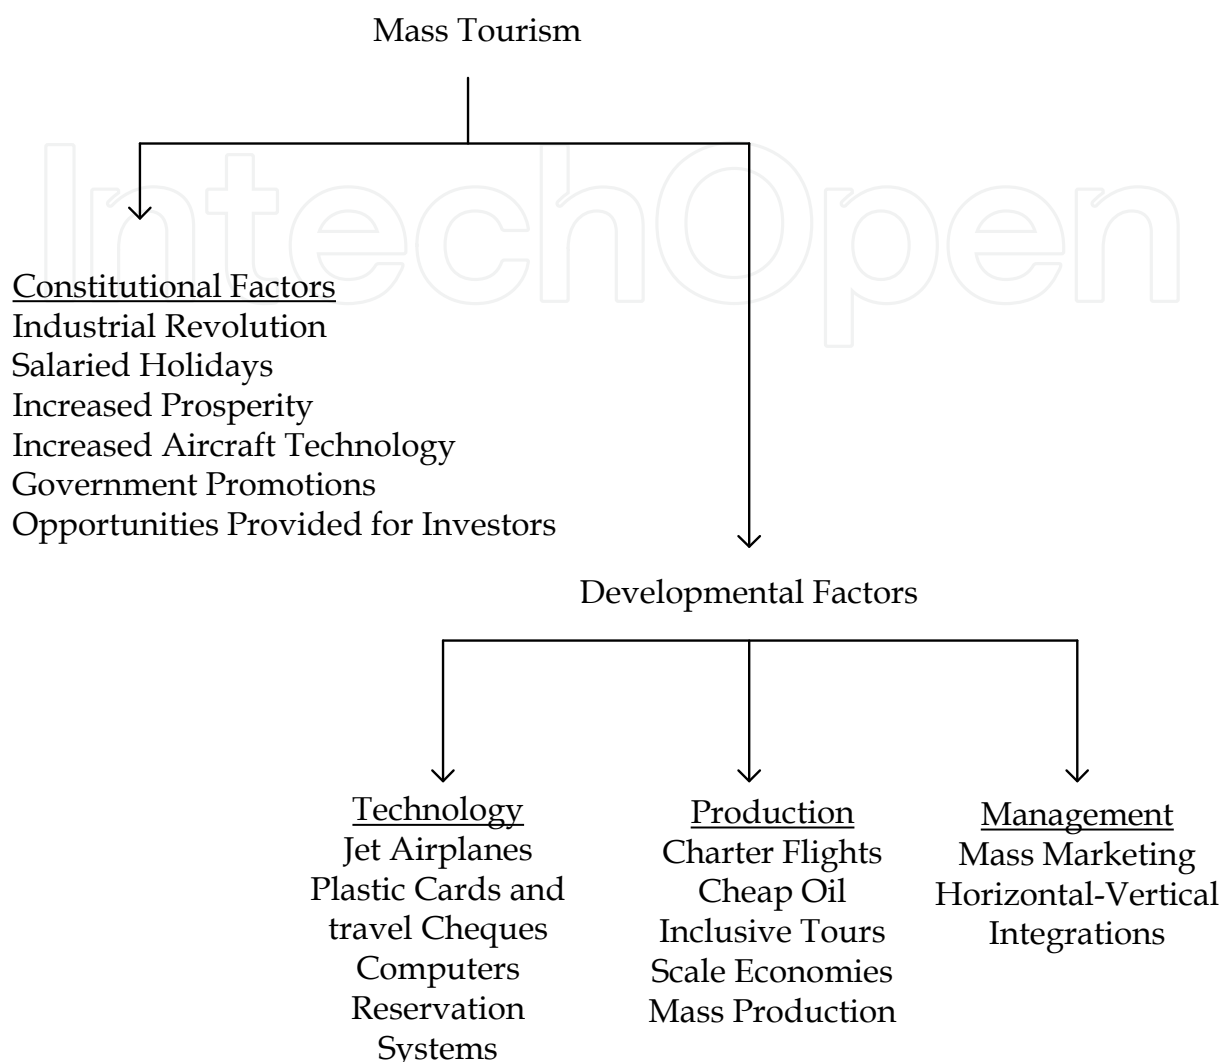 Mass Tourism
IntechOpen
Constitutional Factors
Industrial Revolution
Salaried Holidays
Increased Prosperity
Increased Aircraft Technology
Government Promotions
Opportunities Provided for Investors
Developmental Factors
Technology
Jet Airplanes
Plastic Cards and
travel Cheques
Computers
Reservation
Systems
Production
Charter Flights
Cheap Oil
Inclusive Tours
Scale Economies
Mass Production
Management
Mass Marketing
Horizontal-Vertical
Integrations